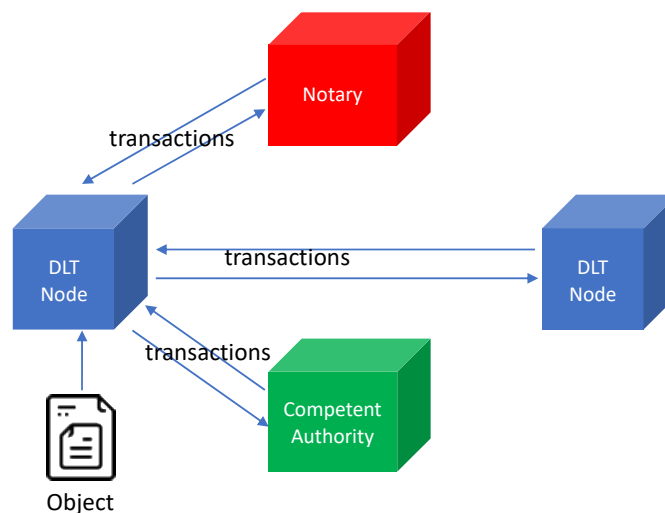 Notary
transactions
DLT
Node
transactions
DLT
Node
transactions
Competent
Authority
Object